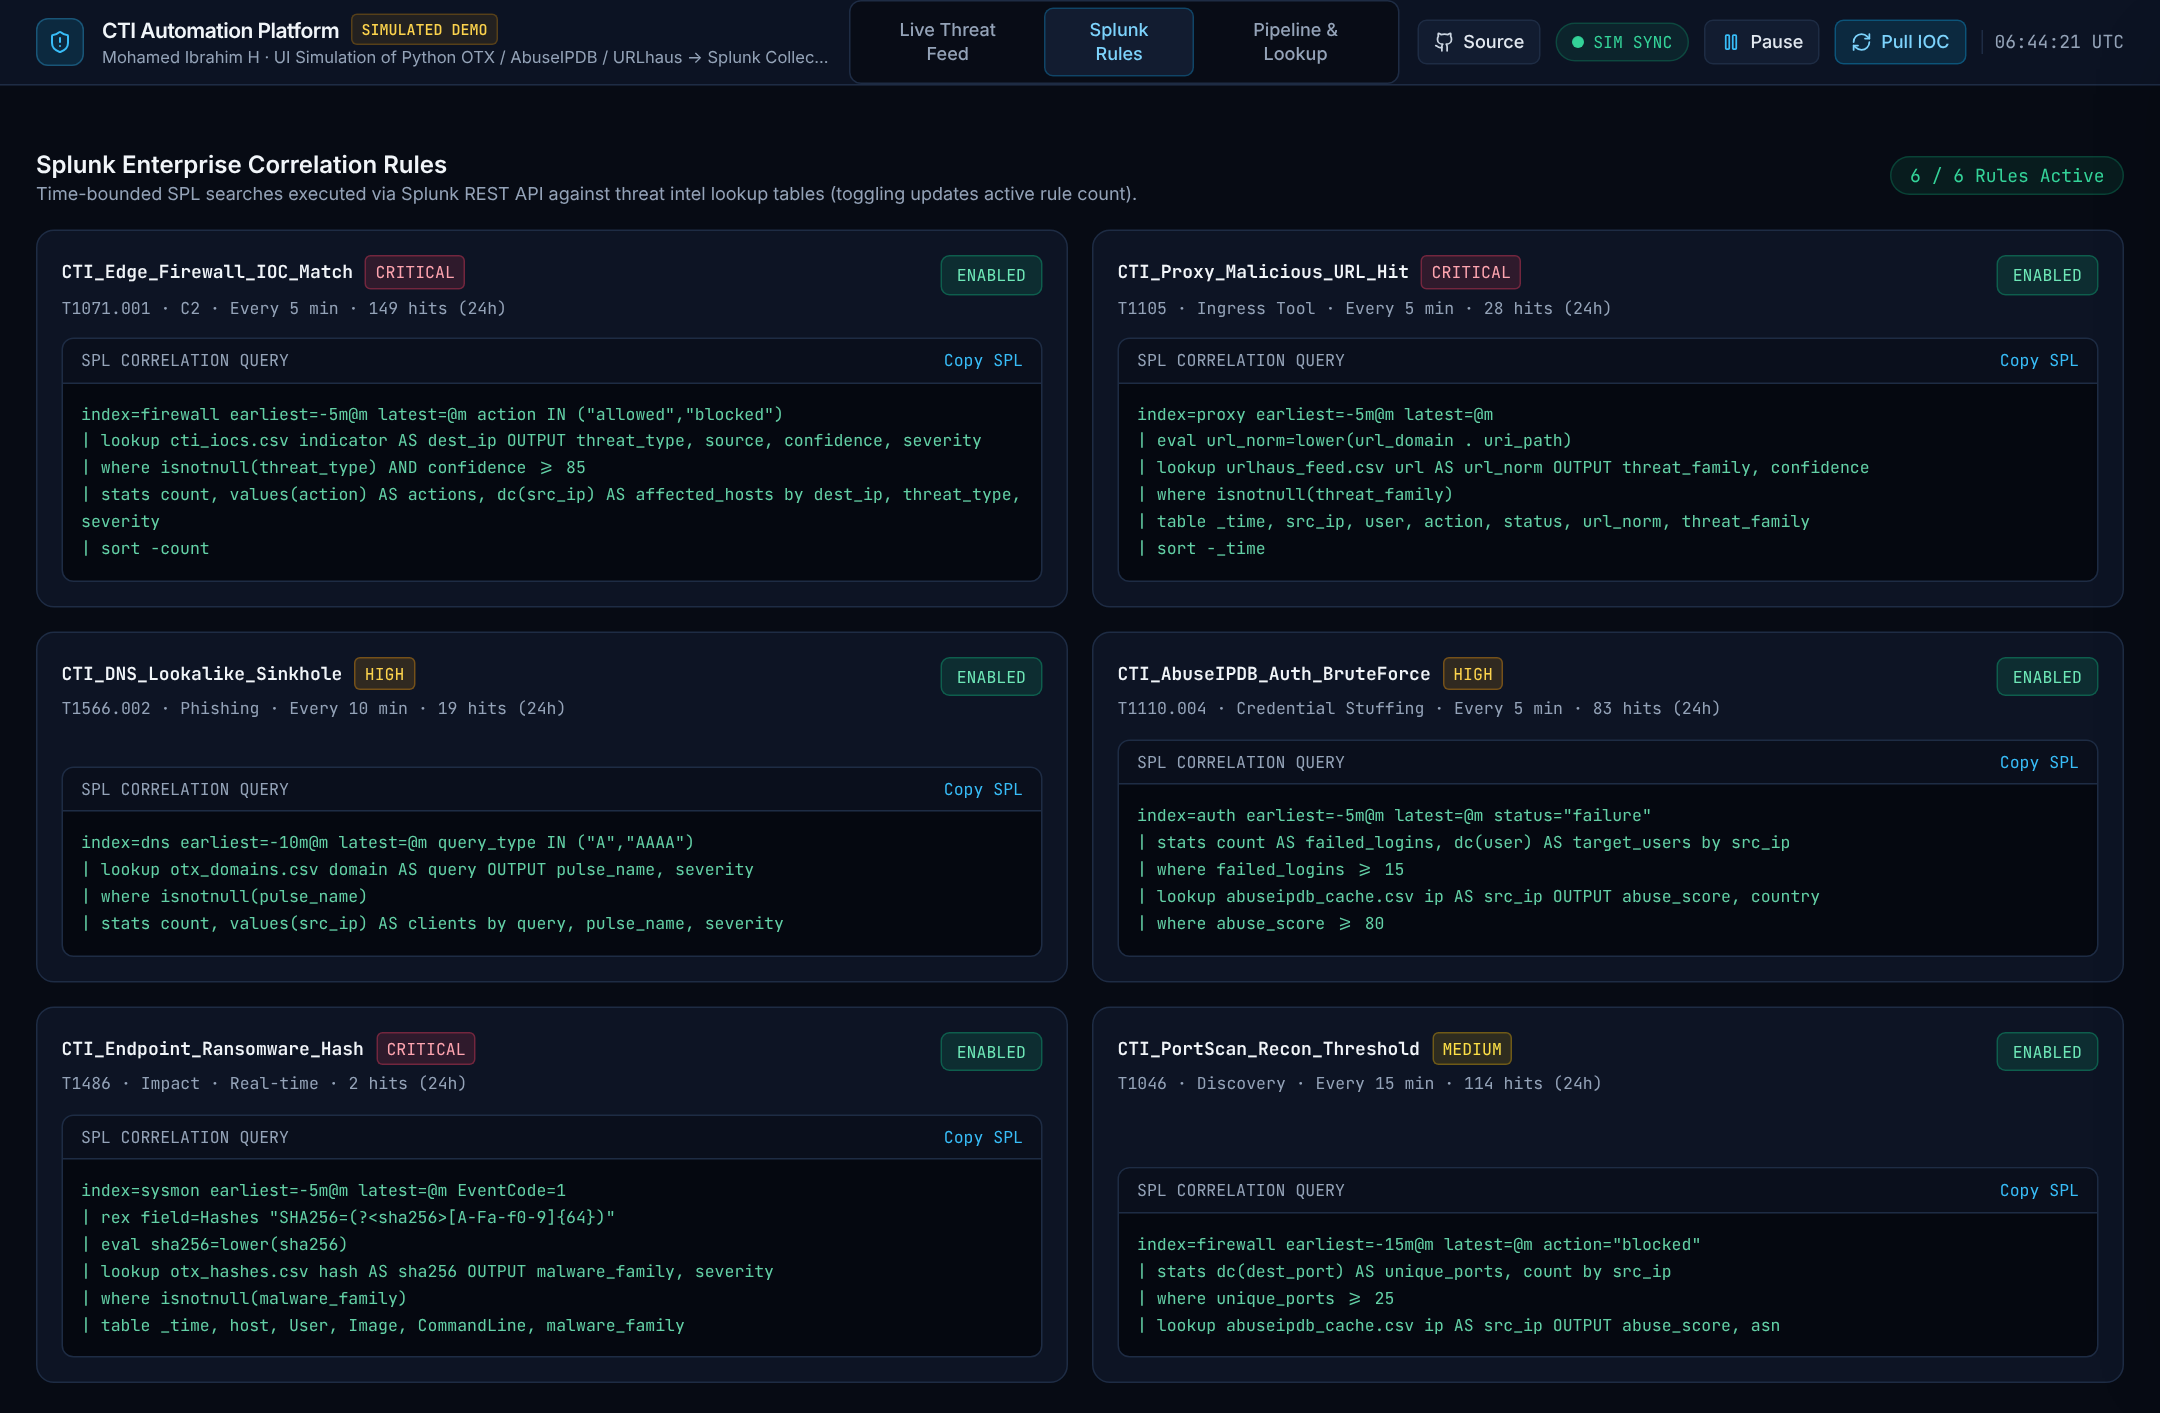 CTI Automation Platform SIMULATED DEMO
Mohamed Ibrahim H · UI Simulation of Python OTX / AbuseIPDB / URLhaus → Splunk Collec...
Live Threat
Feed
Splunk
Rules
Pipeline &
Lookup
Source
SIM SYNC
Pause
Pull IOC
06:44:21 UTC
Splunk Enterprise Correlation Rules
Time-bounded SPL searches executed via Splunk REST API against threat intel lookup tables (toggling updates active rule count).
6 / 6 Rules Active
CTI_Edge_Firewall_IOC_Match CRITICAL
ENABLED
T1071.001 · C2 · Every 5 min · 149 hits (24h)
SPL CORRELATION QUERY Copy SPL
index=firewall earliest=-5m@m latest=@m action IN ("allowed","blocked")
| lookup cti_iocs.csv indicator AS dest_ip OUTPUT threat_type, source, confidence, severity
| where isnotnull(threat_type) AND confidence ≥ 85
| stats count, values(action) AS actions, dc(src_ip) AS affected_hosts by dest_ip, threat_type,
severity
| sort -count
CTI_Proxy_Malicious_URL_Hit CRITICAL
ENABLED
T1105 · Ingress Tool · Every 5 min · 28 hits (24h)
SPL CORRELATION QUERY Copy SPL
index=proxy earliest=-5m@m latest=@m
| eval url_norm=lower(url_domain . uri_path)
| lookup urlhaus_feed.csv url AS url_norm OUTPUT threat_family, confidence
| where isnotnull(threat_family)
| table _time, src_ip, user, action, status, url_norm, threat_family
| sort -_time
CTI_DNS_Lookalike_Sinkhole HIGH
ENABLED
T1566.002 · Phishing · Every 10 min · 19 hits (24h)
SPL CORRELATION QUERY Copy SPL
index=dns earliest=-10m@m latest=@m query_type IN ("A","AAAA")
| lookup otx_domains.csv domain AS query OUTPUT pulse_name, severity
| where isnotnull(pulse_name)
| stats count, values(src_ip) AS clients by query, pulse_name, severity
CTI_AbuseIPDB_Auth_BruteForce HIGH
ENABLED
T1110.004 · Credential Stuffing · Every 5 min · 83 hits (24h)
SPL CORRELATION QUERY Copy SPL
index=auth earliest=-5m@m latest=@m status="failure"
| stats count AS failed_logins, dc(user) AS target_users by src_ip
| where failed_logins ≥ 15
| lookup abuseipdb_cache.csv ip AS src_ip OUTPUT abuse_score, country
| where abuse_score ≥ 80
CTI_Endpoint_Ransomware_Hash CRITICAL
ENABLED
T1486 · Impact · Real-time · 2 hits (24h)
SPL CORRELATION QUERY Copy SPL
index=sysmon earliest=-5m@m latest=@m EventCode=1
| rex field=Hashes "SHA256=(?<sha256>[A-Fa-f0-9]{64})"
| eval sha256=lower(sha256)
| lookup otx_hashes.csv hash AS sha256 OUTPUT malware_family, severity
| where isnotnull(malware_family)
| table _time, host, User, Image, CommandLine, malware_family
CTI_PortScan_Recon_Threshold MEDIUM
ENABLED
T1046 · Discovery · Every 15 min · 114 hits (24h)
SPL CORRELATION QUERY Copy SPL
index=firewall earliest=-15m@m latest=@m action="blocked"
| stats dc(dest_port) AS unique_ports, count by src_ip
| where unique_ports ≥ 25
| lookup abuseipdb_cache.csv ip AS src_ip OUTPUT abuse_score, asn